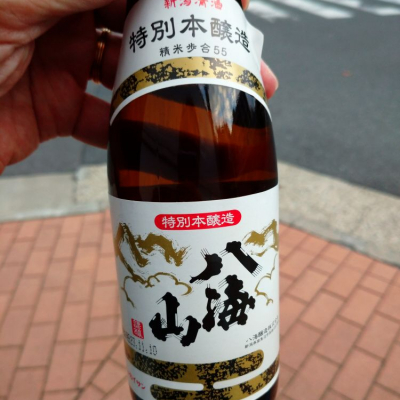 新潟清酒
特別本醸造
精米歩合55
特別本醸造
八海山